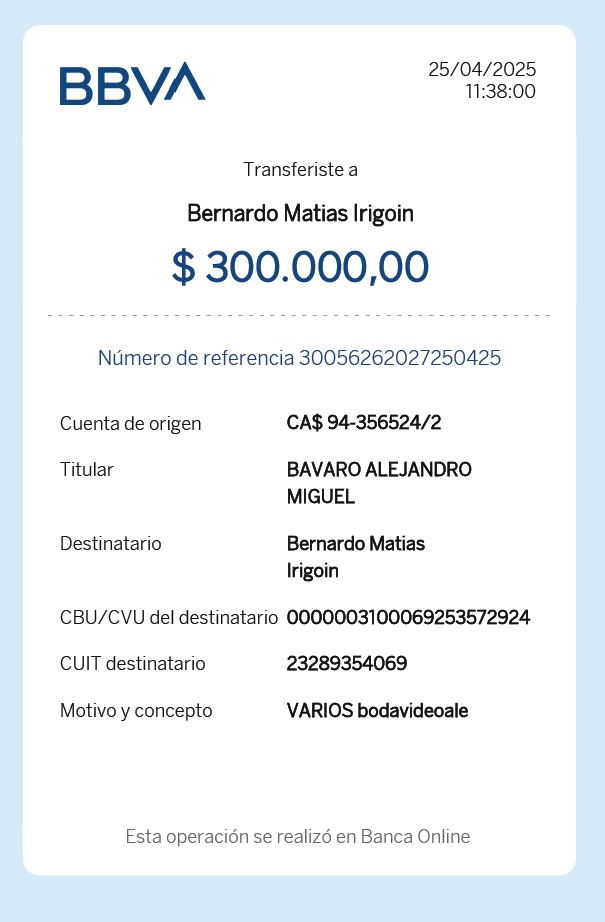 BBVA
25/04/2025
11:38:00
Transferiste a
Bernardo Matias Irigoin
$ 300.000,00
Número de referencia 30056262027250425
Cuenta de origen CA$ 94-356524/2
Titular BAVARO ALEJANDRO
MIGUEL
Destinatario Bernardo Matias
Irigoin
CBU/CVU del destinatario 0000003100069253572924
CUIT destinatario 23289354069
Motivo y concepto VARIOS bodavideoale
Esta operación se realizó en Banca Online